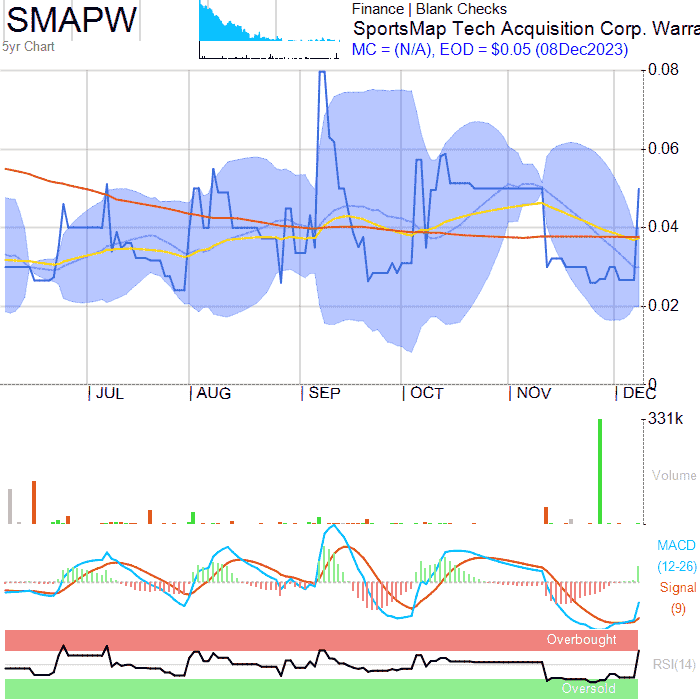 SMAPW
5yr Chart
Finance | Blank Checks
SportsMap Tech Acquisition Corp. Warra
MC = (N/A), EOD = $0.05 (08Dec2023)
0.08
0.06
0.04
0.02
0
JUL AUG SEP OCT NOV DEC
331k
Volume
MACD
(12-26)
Signal
(9)
Overbought
RSI(14)
Oversold